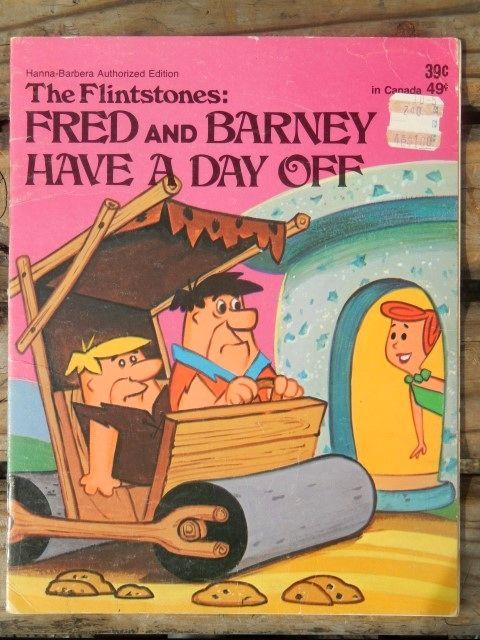 Hanna-Barbera Authorized Edition
39¢
in Canada 49¢
The Flintstones:
FRED AND BARNEY
HAVE A DAY OFF